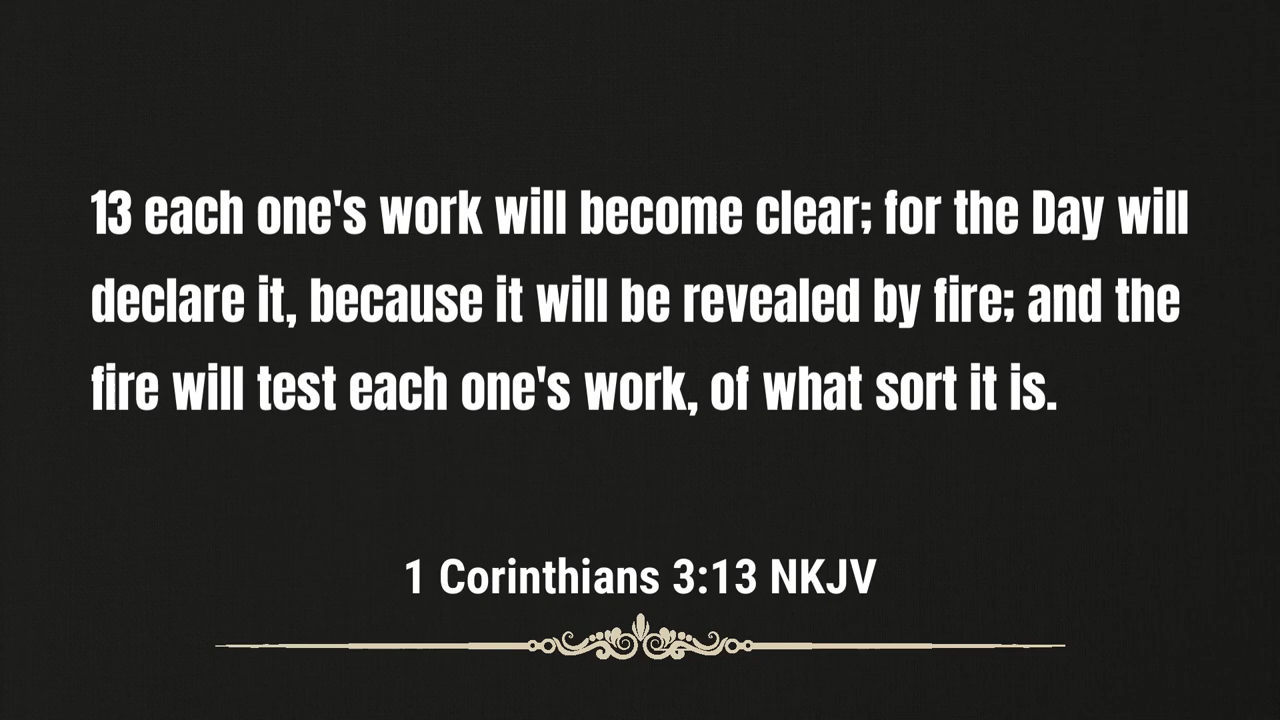 13 each one's work will become clear; for the Day will
declare it, because it will be revealed by fire; and the
fire will test each one's work, of what sort it is.
1 Corinthians 3:13 NKJV